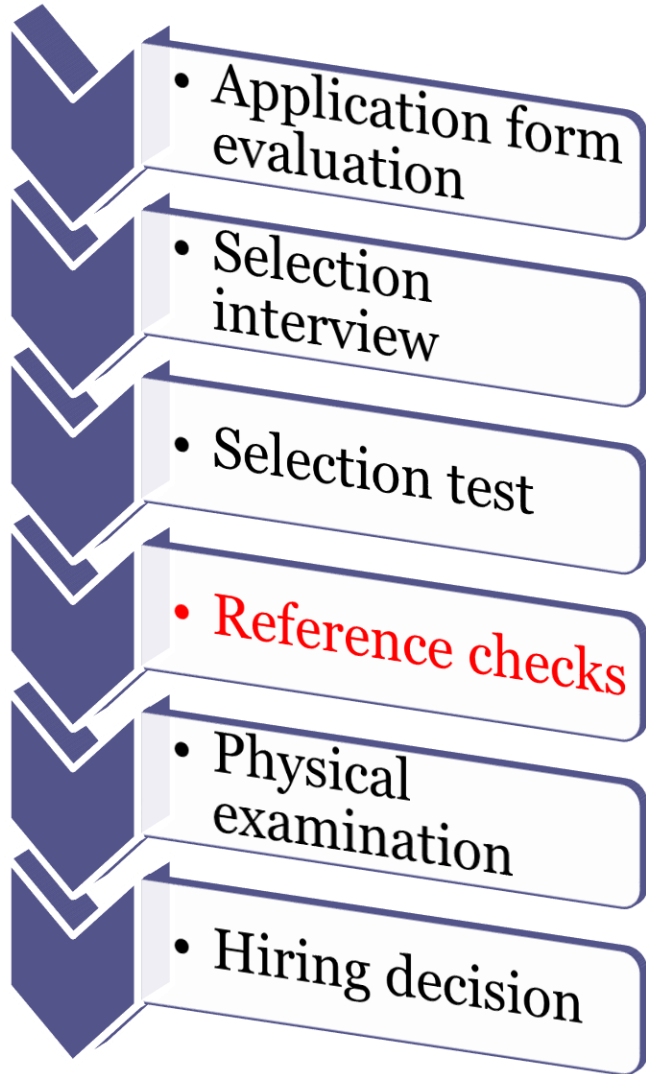 • Application form
evaluation
• Selection
interview
• Selection test
• Reference checks
• Physical
examination
• Hiring decision